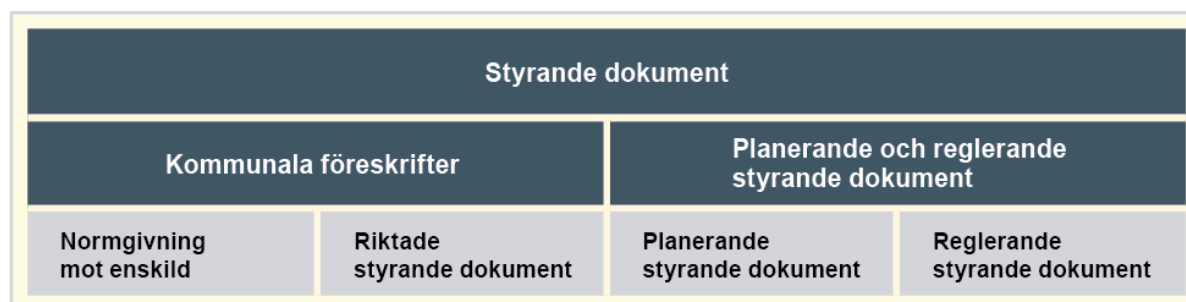 Styrande dokument
Kommunala föreskrifter
Planerande och reglerande
styrande dokument
Normgivning
mot enskild
Riktade
styrande dokument
Planerande
styrande dokument
Reglerande
styrande dokument